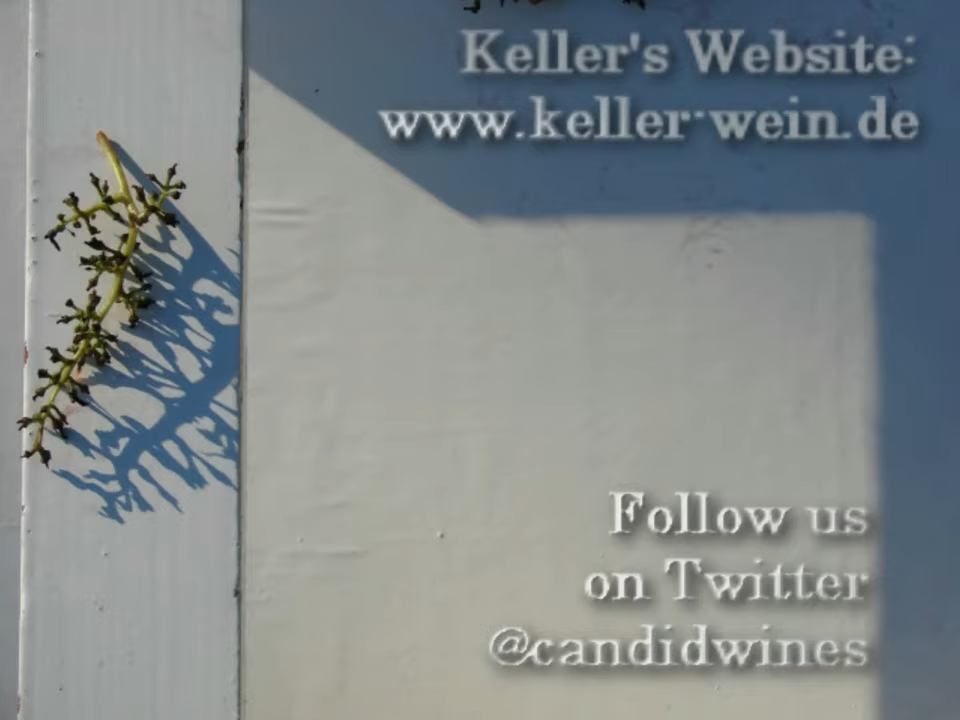 Keller's Website:
www.keller-wein.de
Follow us
on Twitter
@candidwines